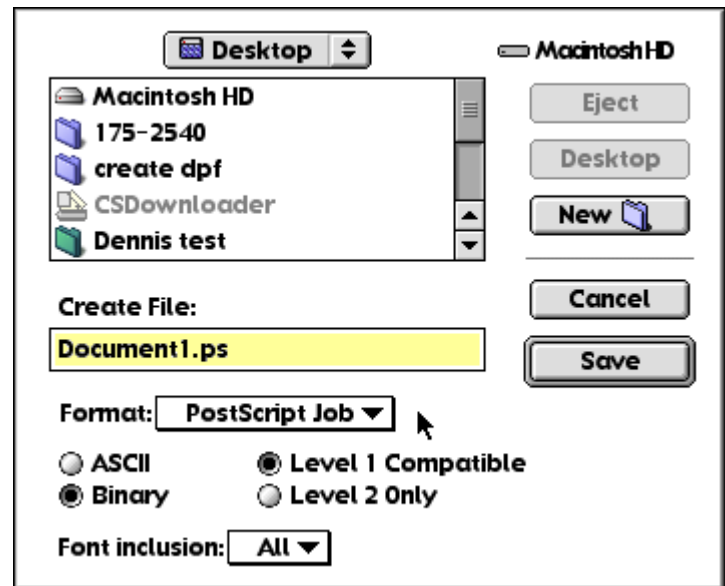 Desktop
Macintosh HD
Macintosh HD
175-2540
create dpf
CSDownloader
Dennis test
Eject
Desktop
New
Create File:
Document1.ps
Cancel
Save
Format: PostScript Job
ASCII
Level 1 Compatible
Binary
Level 2 Only
Font inclusion: All